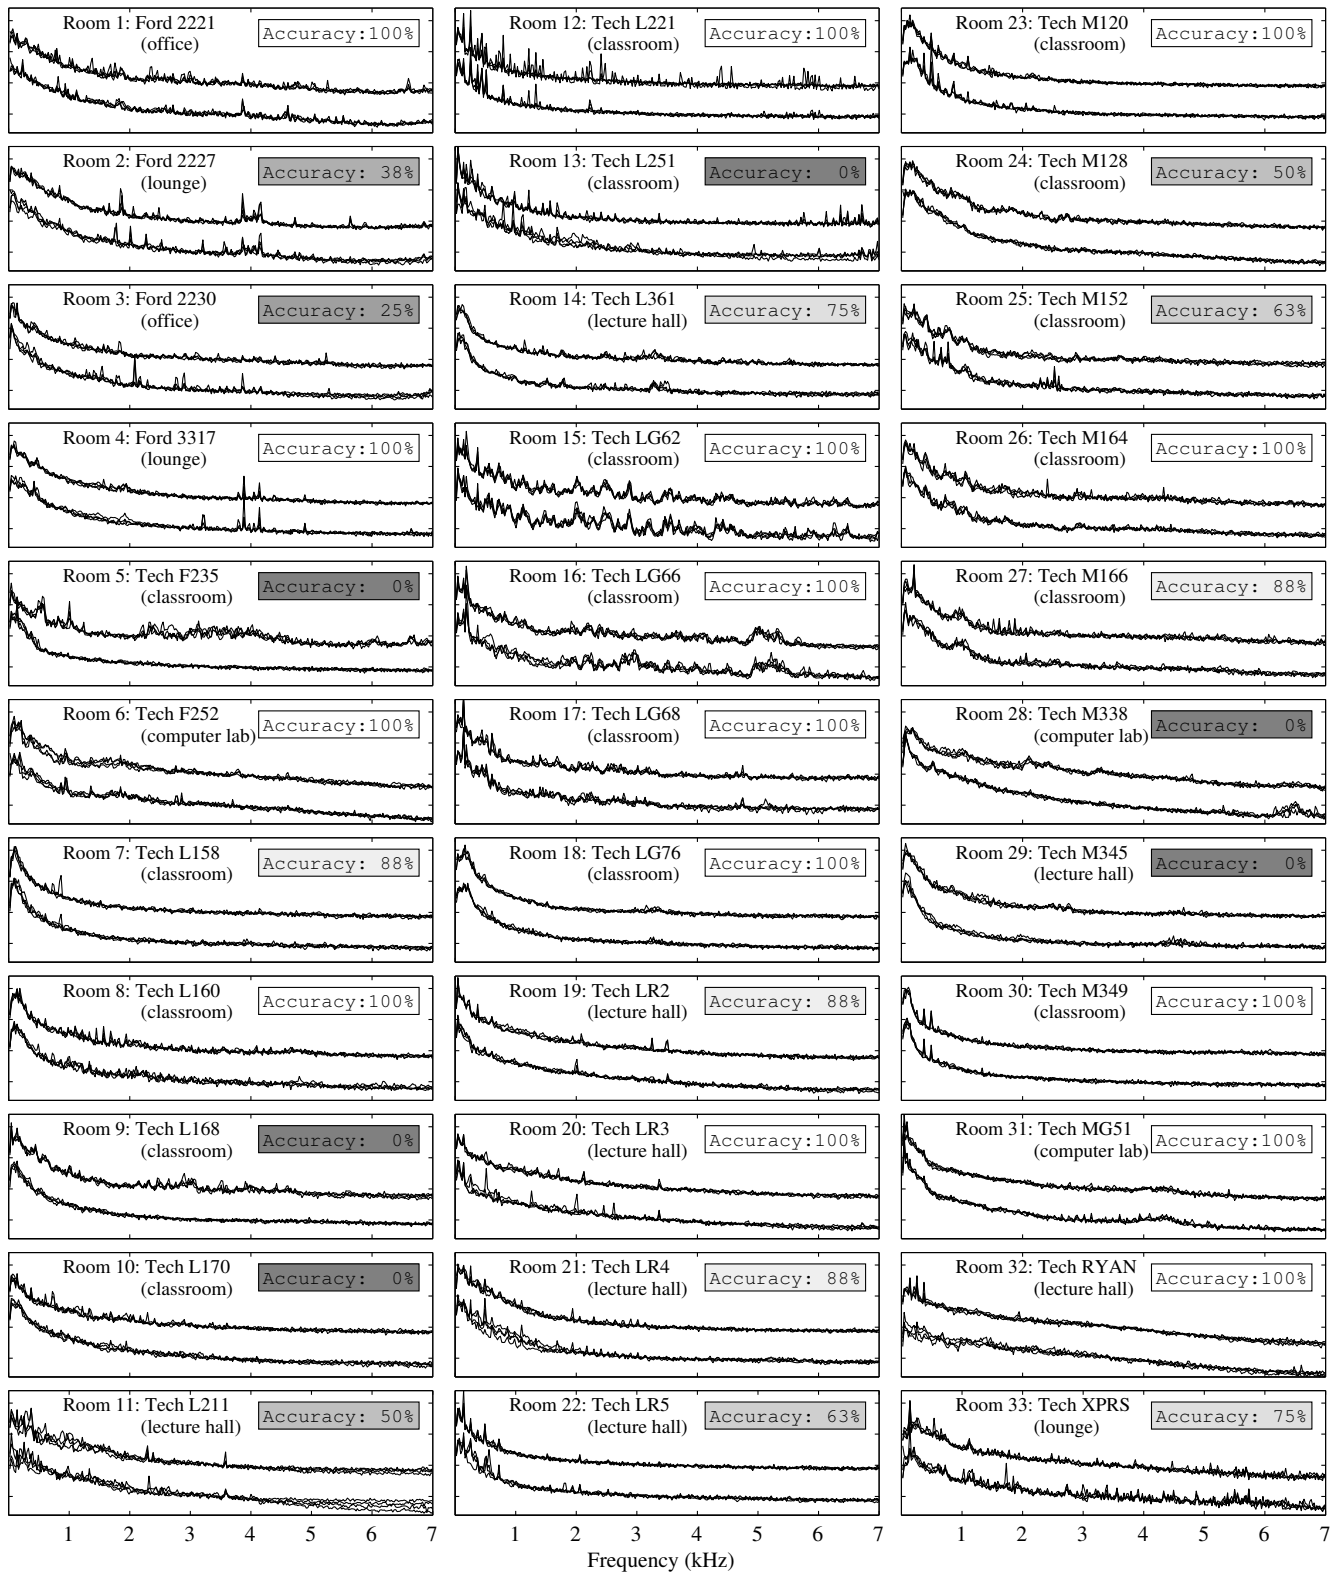 Room 1: Ford 2221
(office)
Accuracy:100%
Room 2: Ford 2227
(lounge)
Accuracy: 38%
Room 3: Ford 2230
(office)
Accuracy: 25%
Room 4: Ford 3317
(lounge)
Accuracy:100%
Room 5: Tech F235
(classroom)
Accuracy: 0%
Room 6: Tech F252
(computer lab)
Accuracy:100%
Room 7: Tech L158
(classroom)
Accuracy: 88%
Room 8: Tech L160
(classroom)
Accuracy:100%
Room 9: Tech L168
(classroom)
Accuracy: 0%
Room 10: Tech L170
(classroom)
Accuracy: 0%
Room 11: Tech L211
(lecture hall)
Accuracy: 50%
1 2 3 4 5 6 7
Room 12: Tech L221
(classroom)
Accuracy:100%
Room 13: Tech L251
(classroom)
Accuracy: 0%
Room 14: Tech L361
(lecture hall)
Accuracy: 75%
Room 15: Tech LG62
(classroom)
Accuracy:100%
Room 16: Tech LG66
(classroom)
Accuracy:100%
Room 17: Tech LG68
(classroom)
Accuracy:100%
Room 18: Tech LG76
(classroom)
Accuracy:100%
Room 19: Tech LR2
(lecture hall)
Accuracy: 88%
Room 20: Tech LR3
(lecture hall)
Accuracy:100%
Room 21: Tech LR4
(lecture hall)
Accuracy: 88%
Room 22: Tech LR5
(lecture hall)
Accuracy: 63%
1 2 3 4 5 6 7
Frequency (kHz)
Room 23: Tech M120
(classroom)
Accuracy:100%
Room 24: Tech M128
(classroom)
Accuracy: 50%
Room 25: Tech M152
(classroom)
Accuracy: 63%
Room 26: Tech M164
(classroom)
Accuracy:100%
Room 27: Tech M166
(classroom)
Accuracy: 88%
Room 28: Tech M338
(computer lab)
Accuracy: 0%
Room 29: Tech M345
(lecture hall)
Accuracy: 0%
Room 30: Tech M349
(classroom)
Accuracy:100%
Room 31: Tech MG51
(computer lab)
Accuracy:100%
Room 32: Tech RYAN
(lecture hall)
Accuracy:100%
Room 33: Tech XPRS
(lounge)
Accuracy: 75%
1 2 3 4 5 6 7